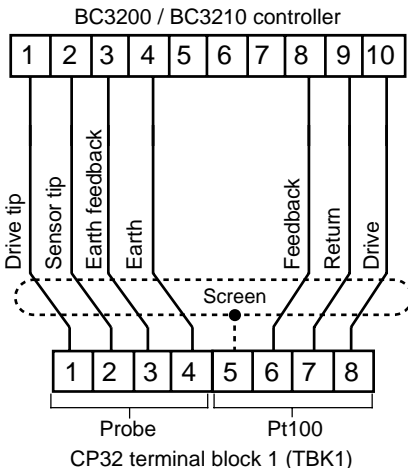 BC3200 / BC3210 controller
1 2 3 4 5 6 7 8 9 10
Drive tip
Sensor tip
Earth feedback
Earth
Feedback
Return
Drive
Screen
1 2 3 4 5 6 7 8
Probe Pt100
CP32 terminal block 1 (TBK1)